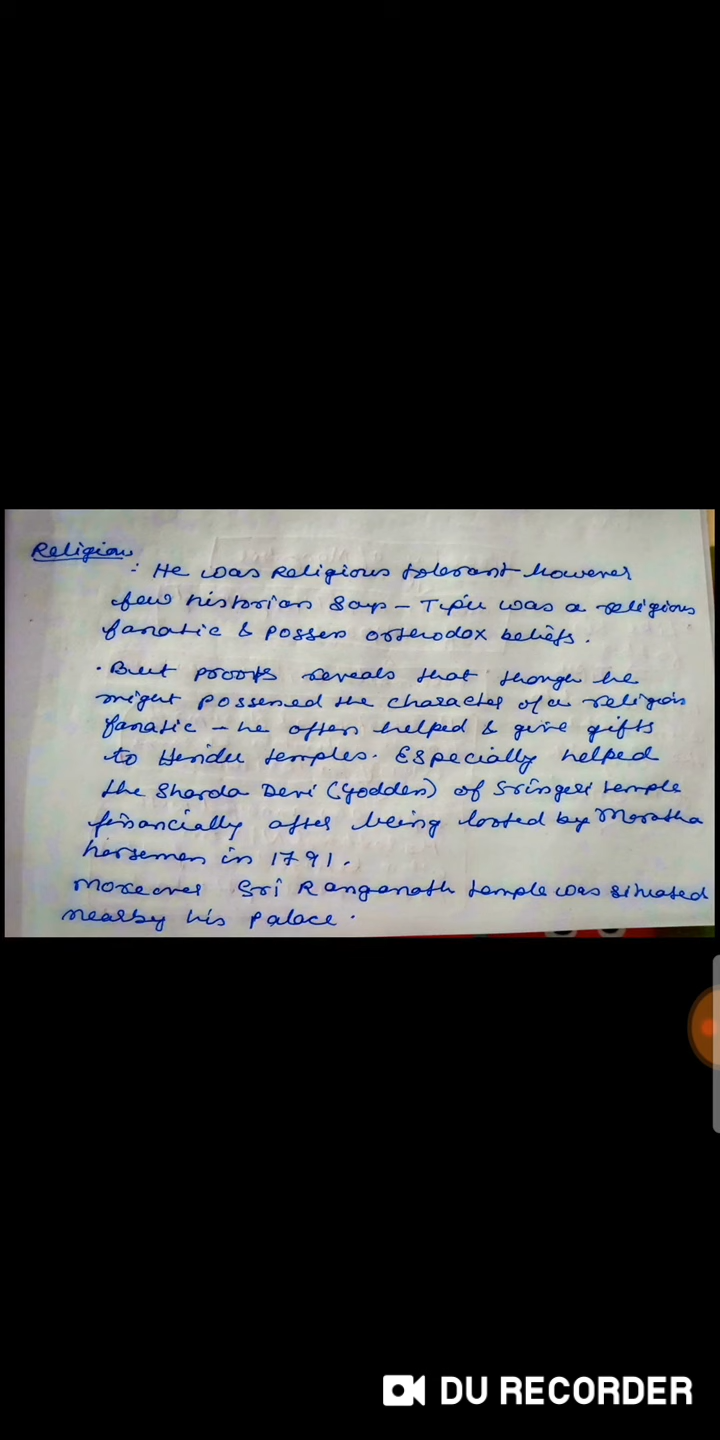 Religion
: He was Religious tolerant however
few historian Says - Tipu was a religious
fanatic & Posses orthodox beliefs.
. But proofs reveals that though he
might possessed the character of a religios
fanatic - he often helped & give gifts
to Hindu temples. Especially helped
the Sharda Devi (Godden) of Sringeri temple
financially after being looted by Maratha
horsemen in 1791.
Moreover Sri Ranganath temple was situated
nearby his palace.
DU RECORDER